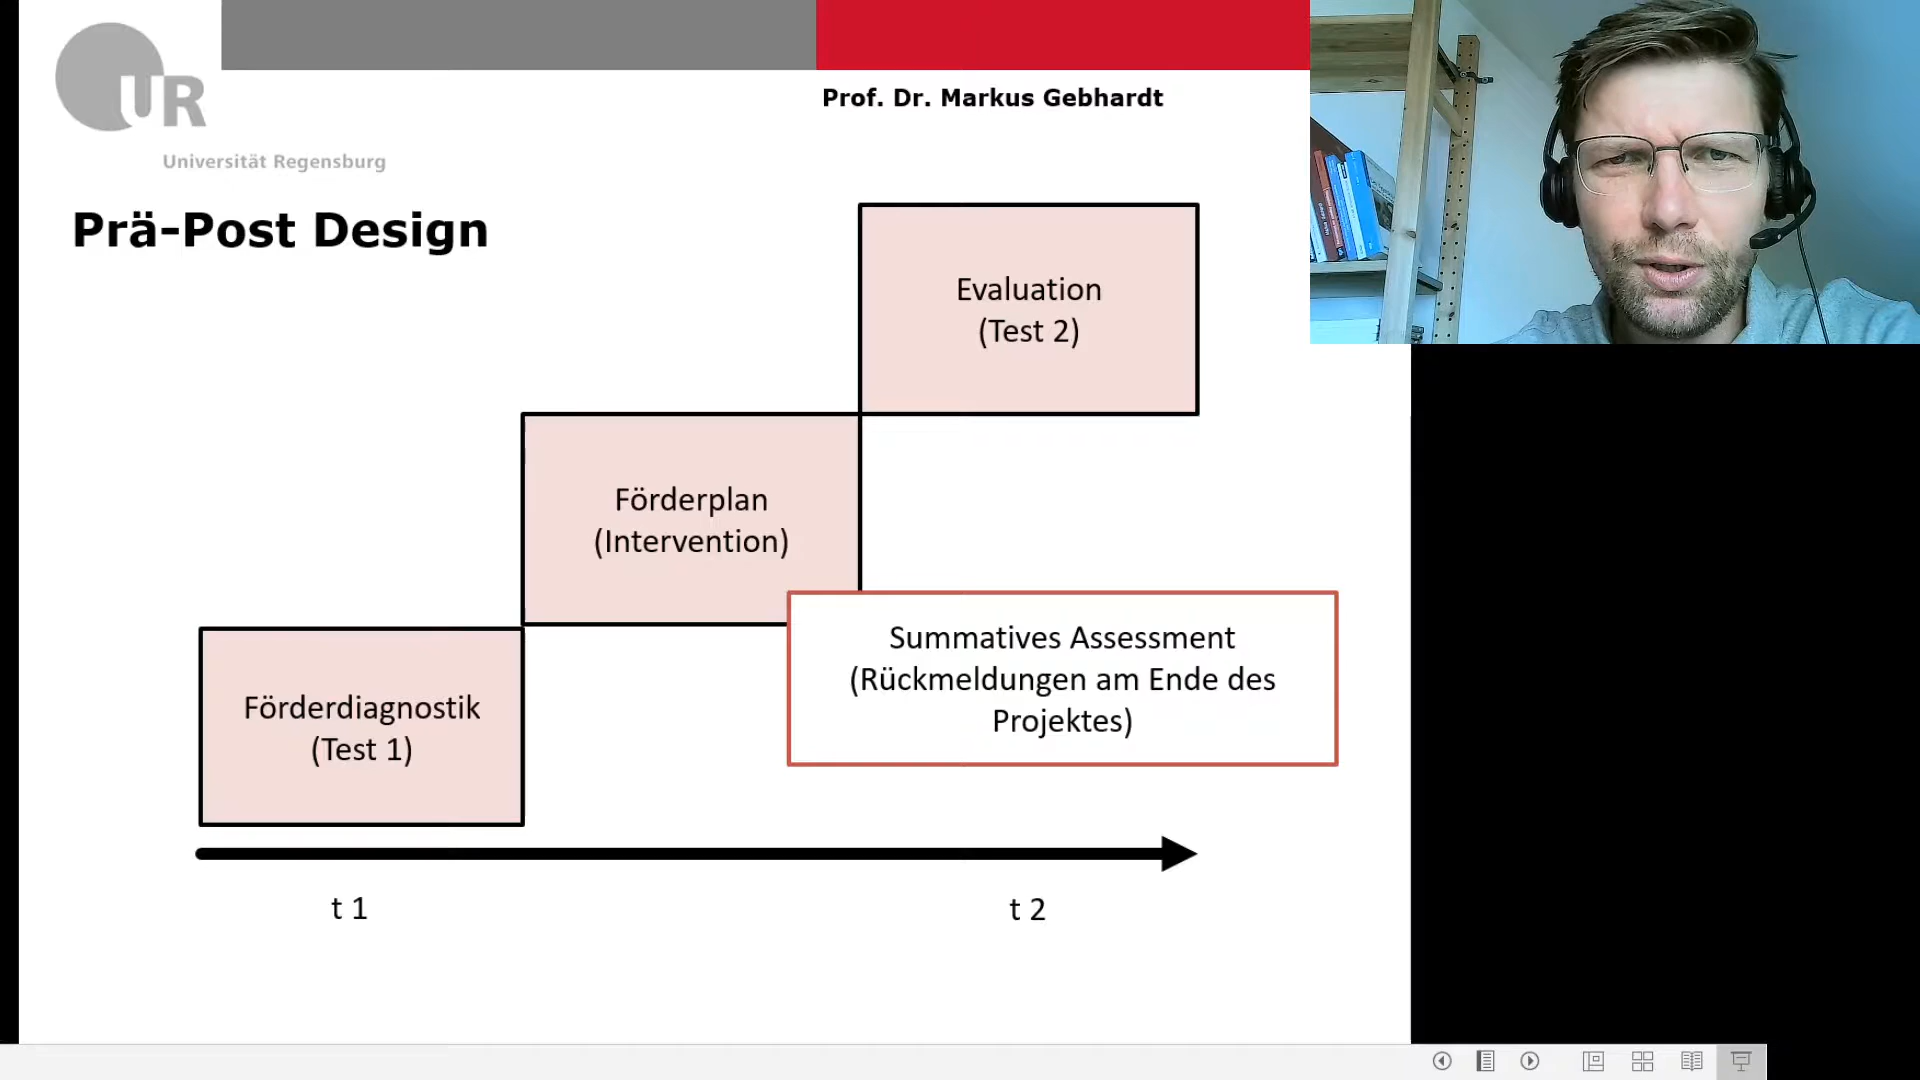 UR
Universität Regensburg
Prof. Dr. Markus Gebhardt
Prä-Post Design
Evaluation
(Test 2)
Förderplan
(Intervention)
Summatives Assessment
(Rückmeldungen am Ende des
Projektes)
Förderdiagnostik
(Test 1)
t 1
t 2